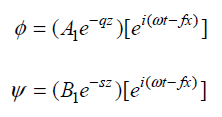 ϕ = (A₁e^{-qz})[e^{i(ωt-fx)}]
ψ = (B₁e^{-sz})[e^{i(ωt-fx)}]